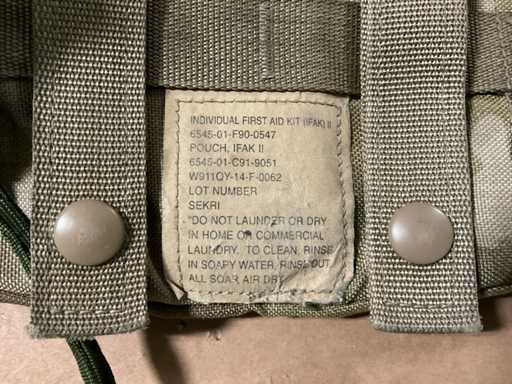 INDIVIDUAL FIRST AID KIT (IFAK) II
6545-01-F90-0547
POUCH, IFAK II
6545-01-C91-9051
W911QY-14-F-0062
LOT NUMBER
SEKRI
"DO NOT LAUNDER OR DRY
IN HOME OR COMMERCIAL
LAUNDRY. TO CLEAN, RINSE
IN SOAPY WATER, RINSE OUT
ALL SOAP, AIR DRY